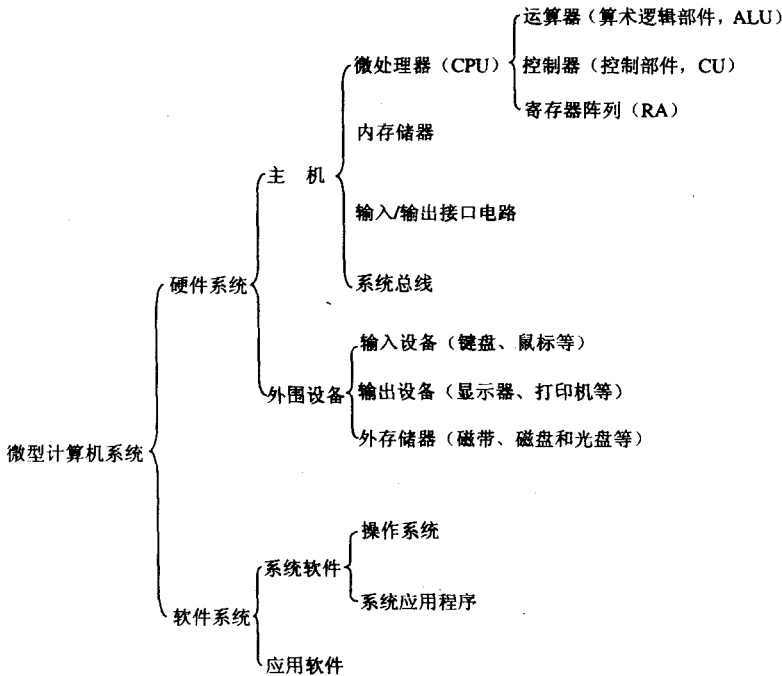 运算器（算术逻辑部件，ALU）
微处理器（CPU）
控制器（控制部件，CU）
寄存器阵列（RA）
内存储器
主 机
输入/输出接口电路
硬件系统
系统总线
输入设备（键盘、鼠标等）
外围设备
输出设备（显示器、打印机等）
外存储器（磁带、磁盘和光盘等）
微型计算机系统
操作系统
系统软件
系统应用程序
软件系统
应用软件